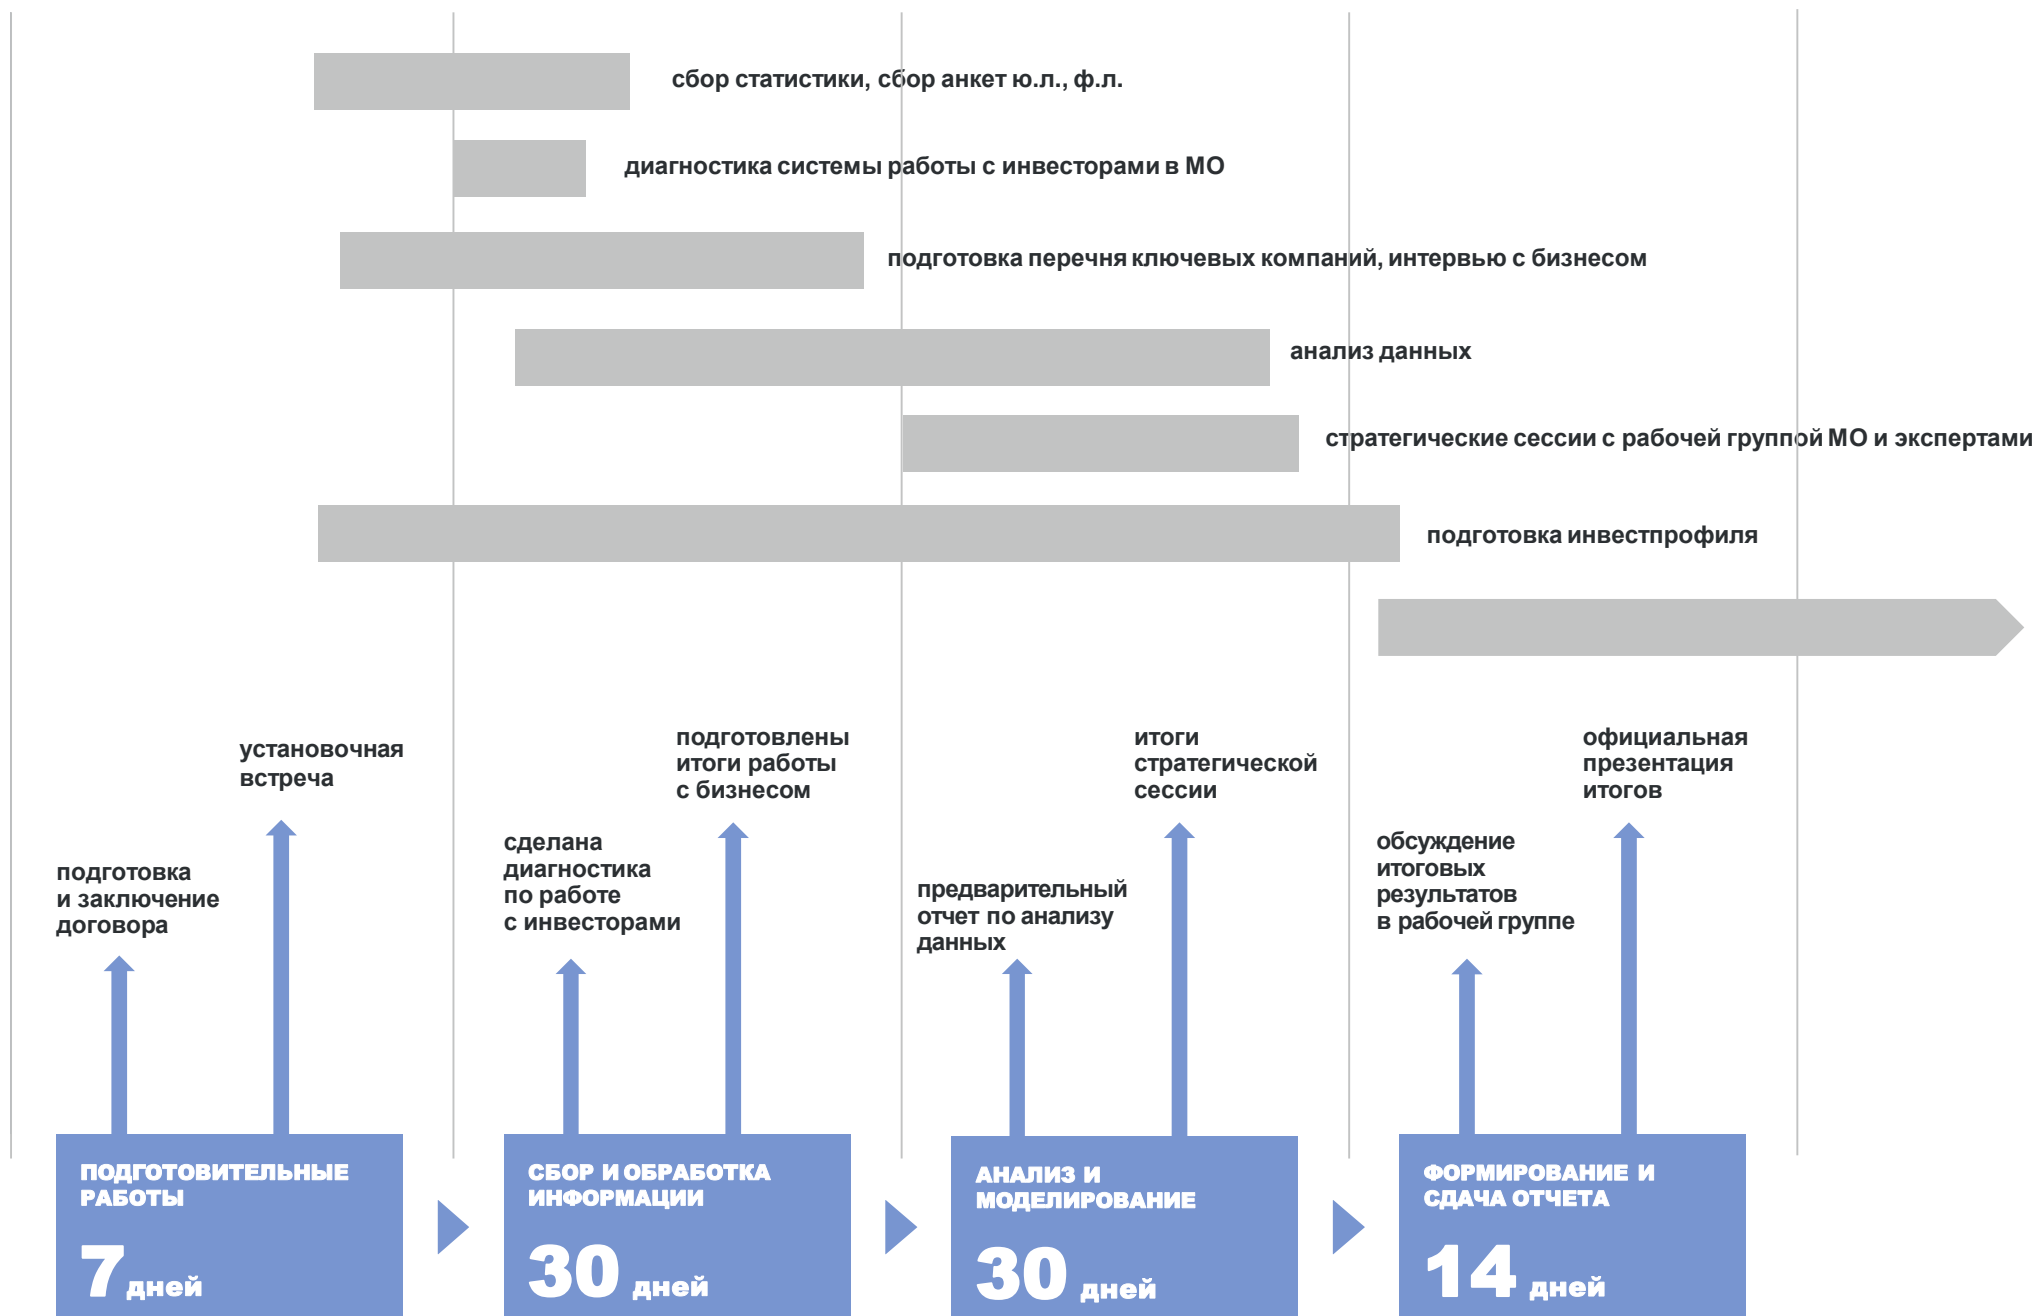 сбор статистики, сбор анкет ю.л., ф.л.
диагностика системы работы с инвесторами в МО
подготовка перечня ключевых компаний, интервью с бизнесом
анализ данных
стратегические сессии с рабочей группой МО и экспертами
подготовка инвестпрофиля
подготовка
и заключение
договора
установочная
встреча
сделана
диагностика
по работе
с инвесторами
подготовлены
итоги работы
с бизнесом
предварительный
отчет по анализу
данных
итоги
стратегической
сессии
обсуждение
итоговых
результатов
в рабочей группе
официальная
презентация
итогов
ПОДГОТОВИТЕЛЬНЫЕ
РАБОТЫ
7 дней
СБОР И ОБРАБОТКА
ИНФОРМАЦИИ
30 дней
АНАЛИЗ И
МОДЕЛИРОВАНИЕ
30 дней
ФОРМИРОВАНИЕ И
СДАЧА ОТЧЕТА
14 дней